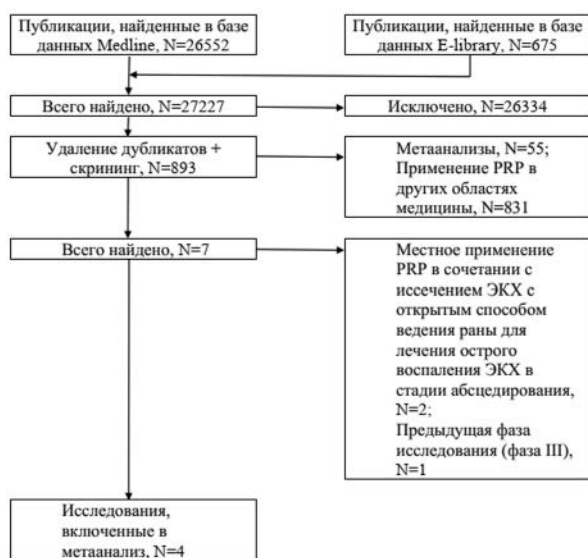 Публикации, найденные в базе
данных Medline, N=26552
Публикации, найденные в базе
данных E-library, N=675
Всего найдено, N=27227
Исключено, N=26334
Удаление дубликатов +
скрининг, N=893
Метаанализы, N=55;
Применение PRP в
других областях
медицины, N=831
Всего найдено, N=7
Местное применение
PRP в сочетании с
иссечением ЭКХ с
открытым способом
ведения раны для
лечения острого
воспаления ЭКХ в
стадии абсцедирования,
N=2;
Предыдущая фаза
исследования (фаза III),
N=1
Исследования,
включенные в
метаанализ, N=4